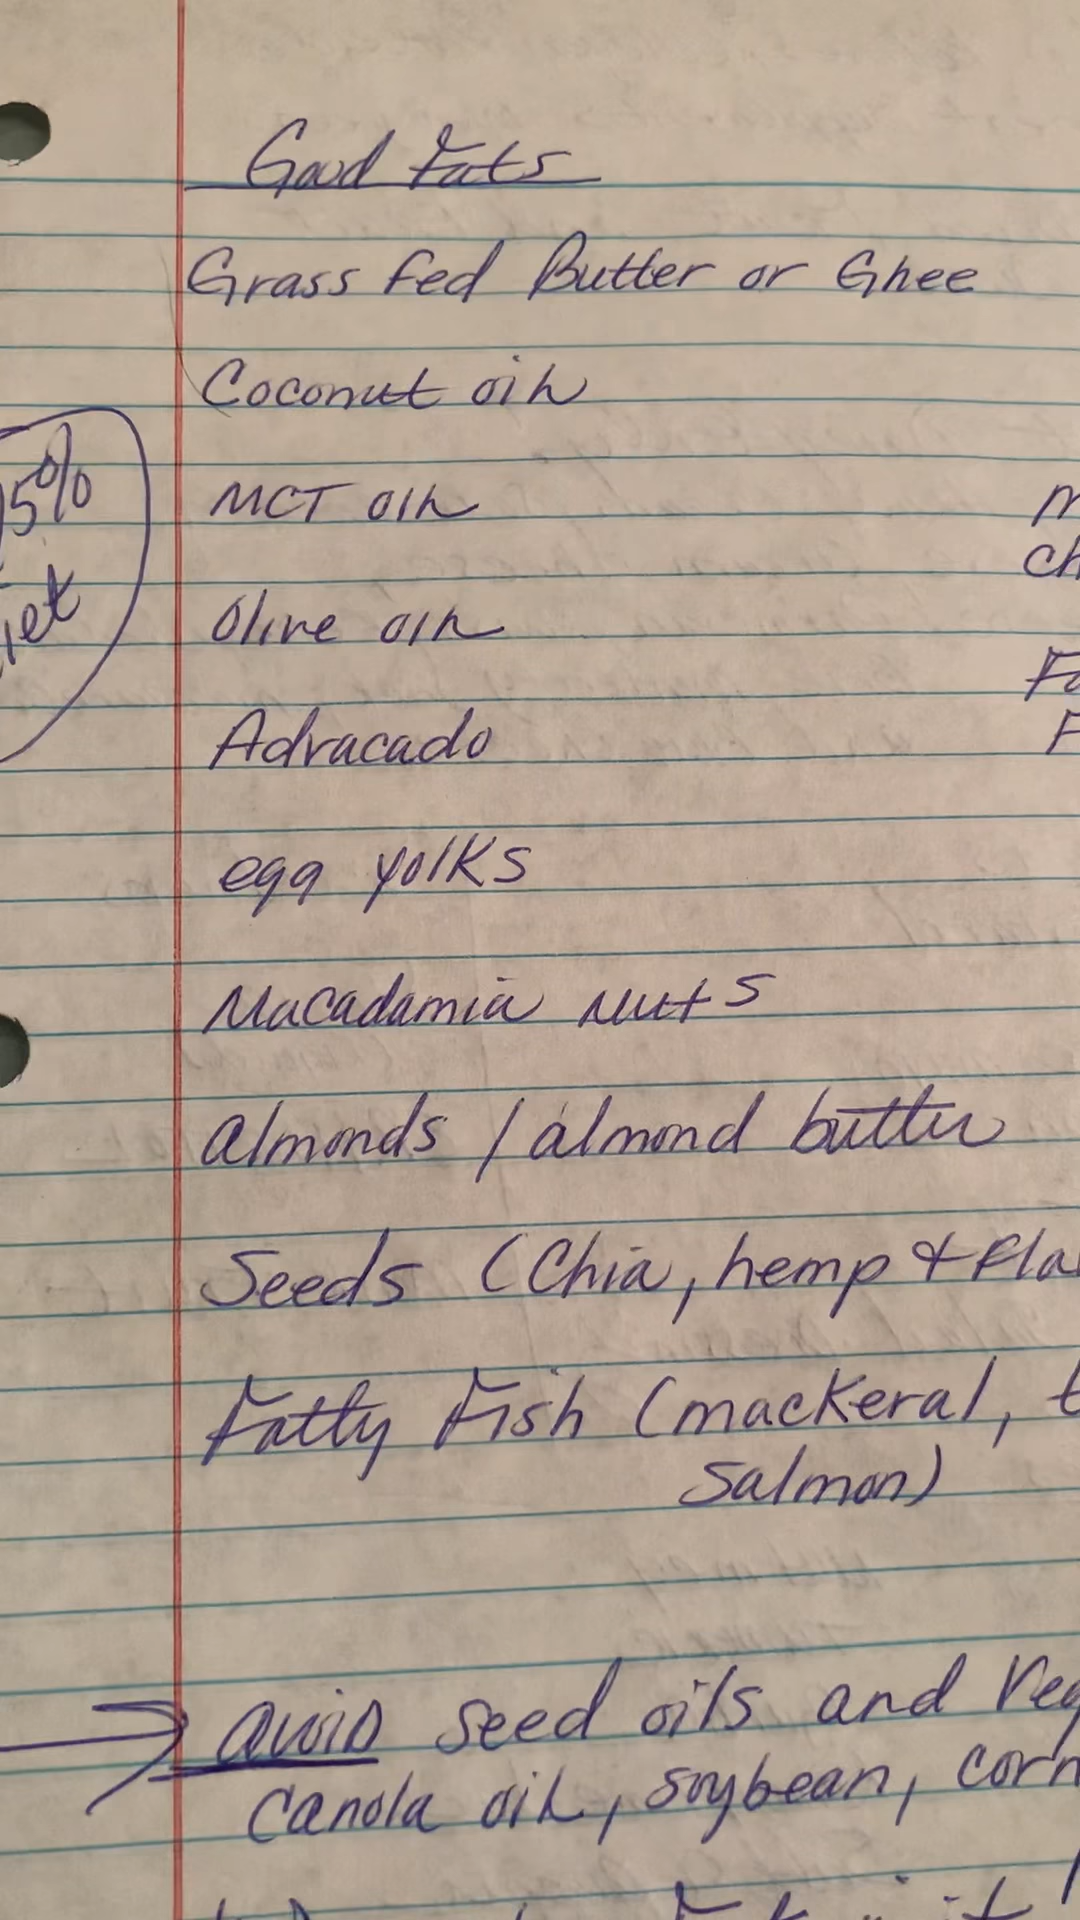 Good Fats
Grass Fed Butter or Ghee
Coconut oil
5%
MCT oil
Olive oil
Advacado
egg yolks
Macadamia Nuts
almonds / almond butter
Seeds (Chia, hemp &
Fatty Fish (mackeral,
Salmon)
avoid seed oils and
Canola oil, soybean, corn